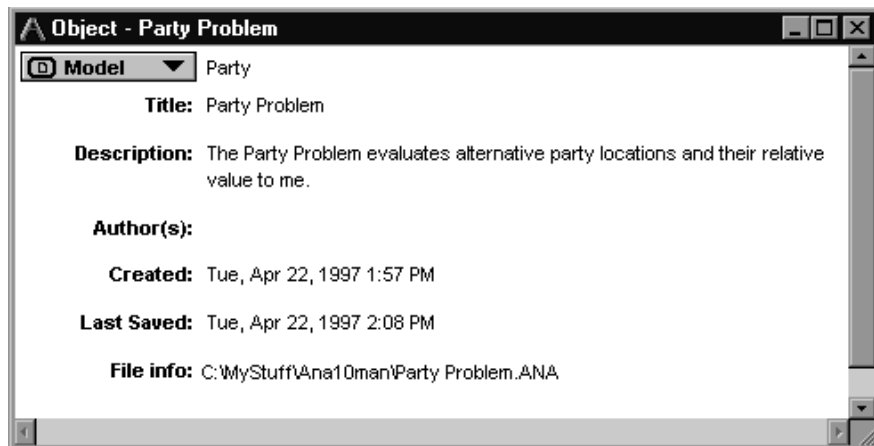 Object - Party Problem
Model Party
Title: Party Problem
Description: The Party Problem evaluates alternative party locations and their relative
value to me.
Author(s):
Created: Tue, Apr 22, 1997 1:57 PM
Last Saved: Tue, Apr 22, 1997 2:08 PM
File info: C:\MyStuff\Ana10man\Party Problem.ANA